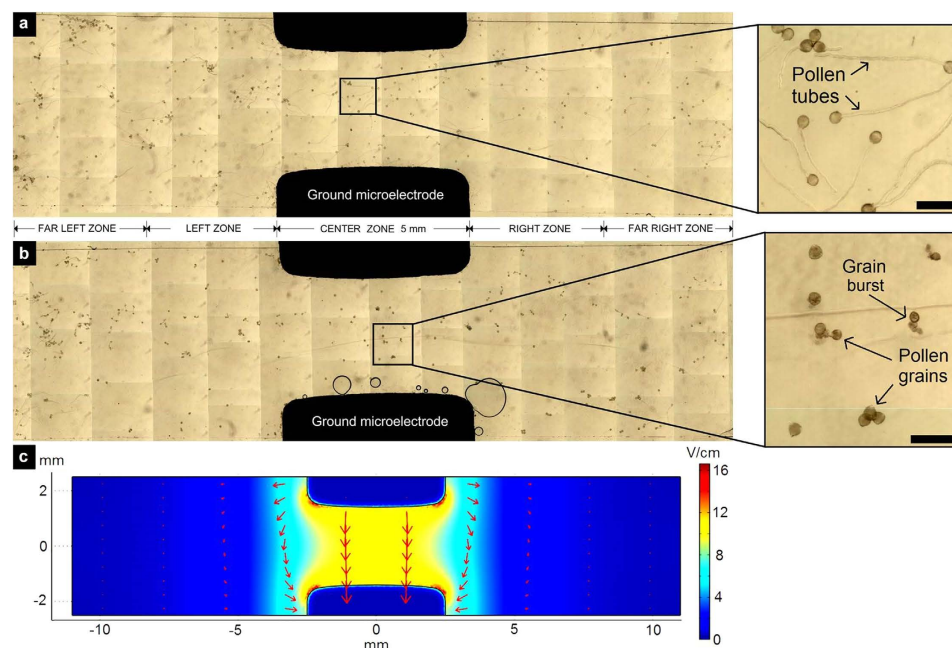 a
Pollen
tubes
Ground microelectrode
FAR LEFT ZONE LEFT ZONE CENTER ZONE 5 mm RIGHT ZONE FAR RIGHT ZONE
b
Grain
burst
Pollen
grains
Ground microelectrode
c
mm
V/cm
2
0
-2
16
12
8
4
0
-10 -5 0 5 10
mm